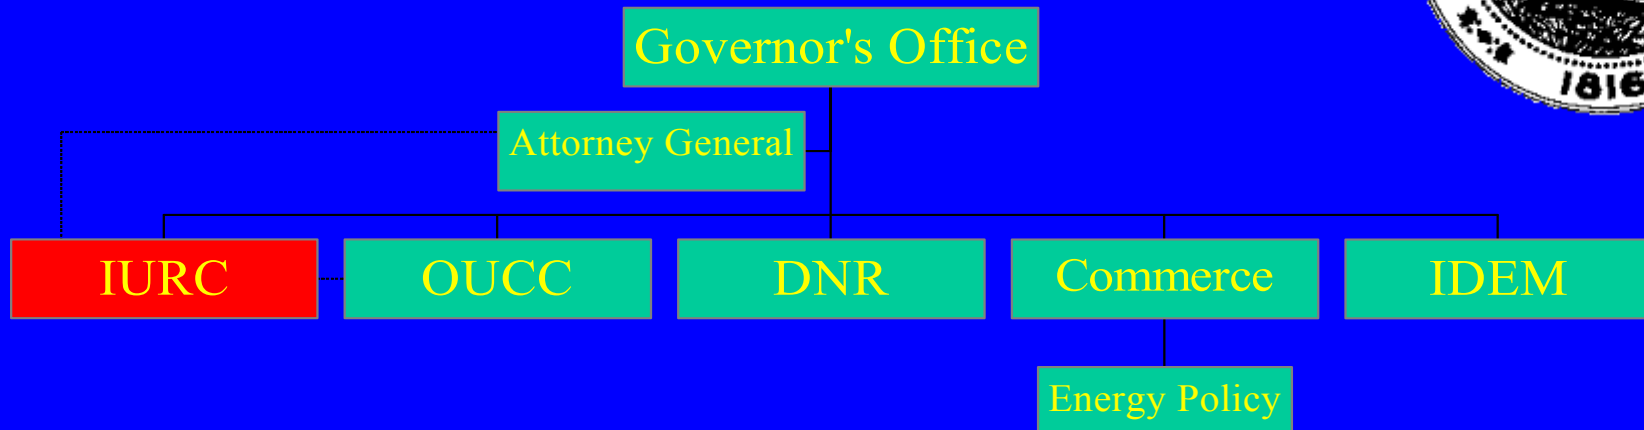 Governor's Office
1816
Attorney General
IURC
OUCC
DNR
Commerce
IDEM
Energy Policy